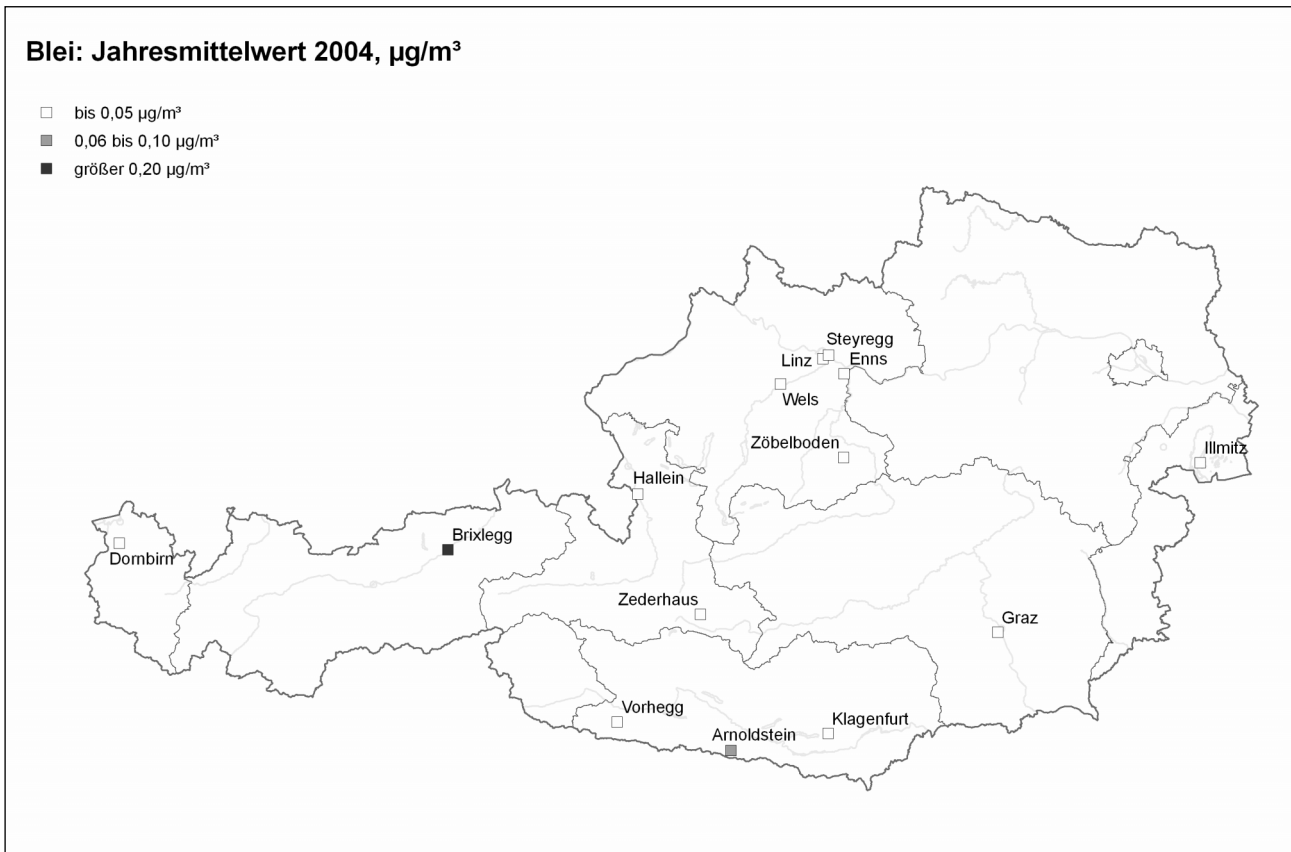 Blei: Jahresmittelwert 2004, µg/m³
bis 0,05 µg/m³
0,06 bis 0,10 µg/m³
größer 0,20 µg/m³
Steyregg
Linz
Enns
Wels
Zöbelboden
Illmitz
Hallein
Brixlegg
Dornbirn
Zederhaus
Graz
Vorhegg
Klagenfurt
Arnoldstein